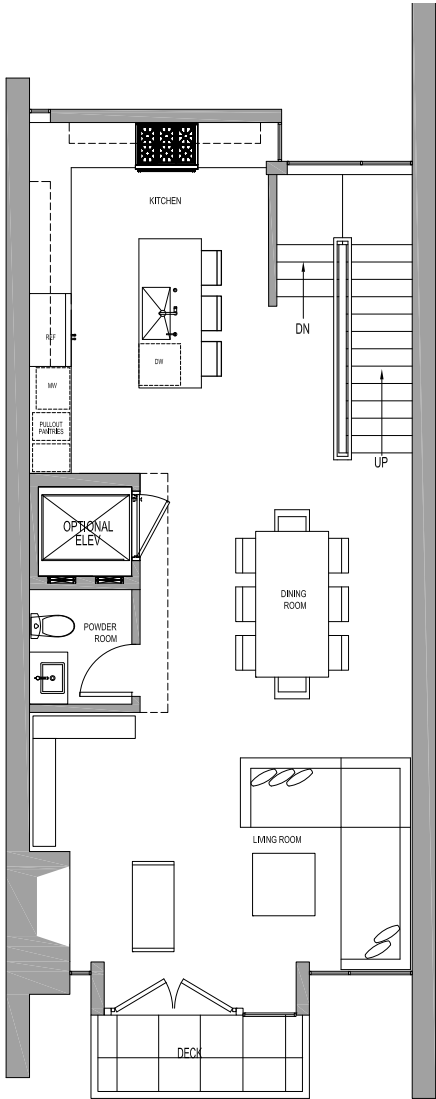 KITCHEN
DN
REF
DW
MW
PULLOUT
PANTRIES
UP
OPTIONAL
ELEV
DINING
ROOM
POWDER
ROOM
LIVING ROOM
DECK